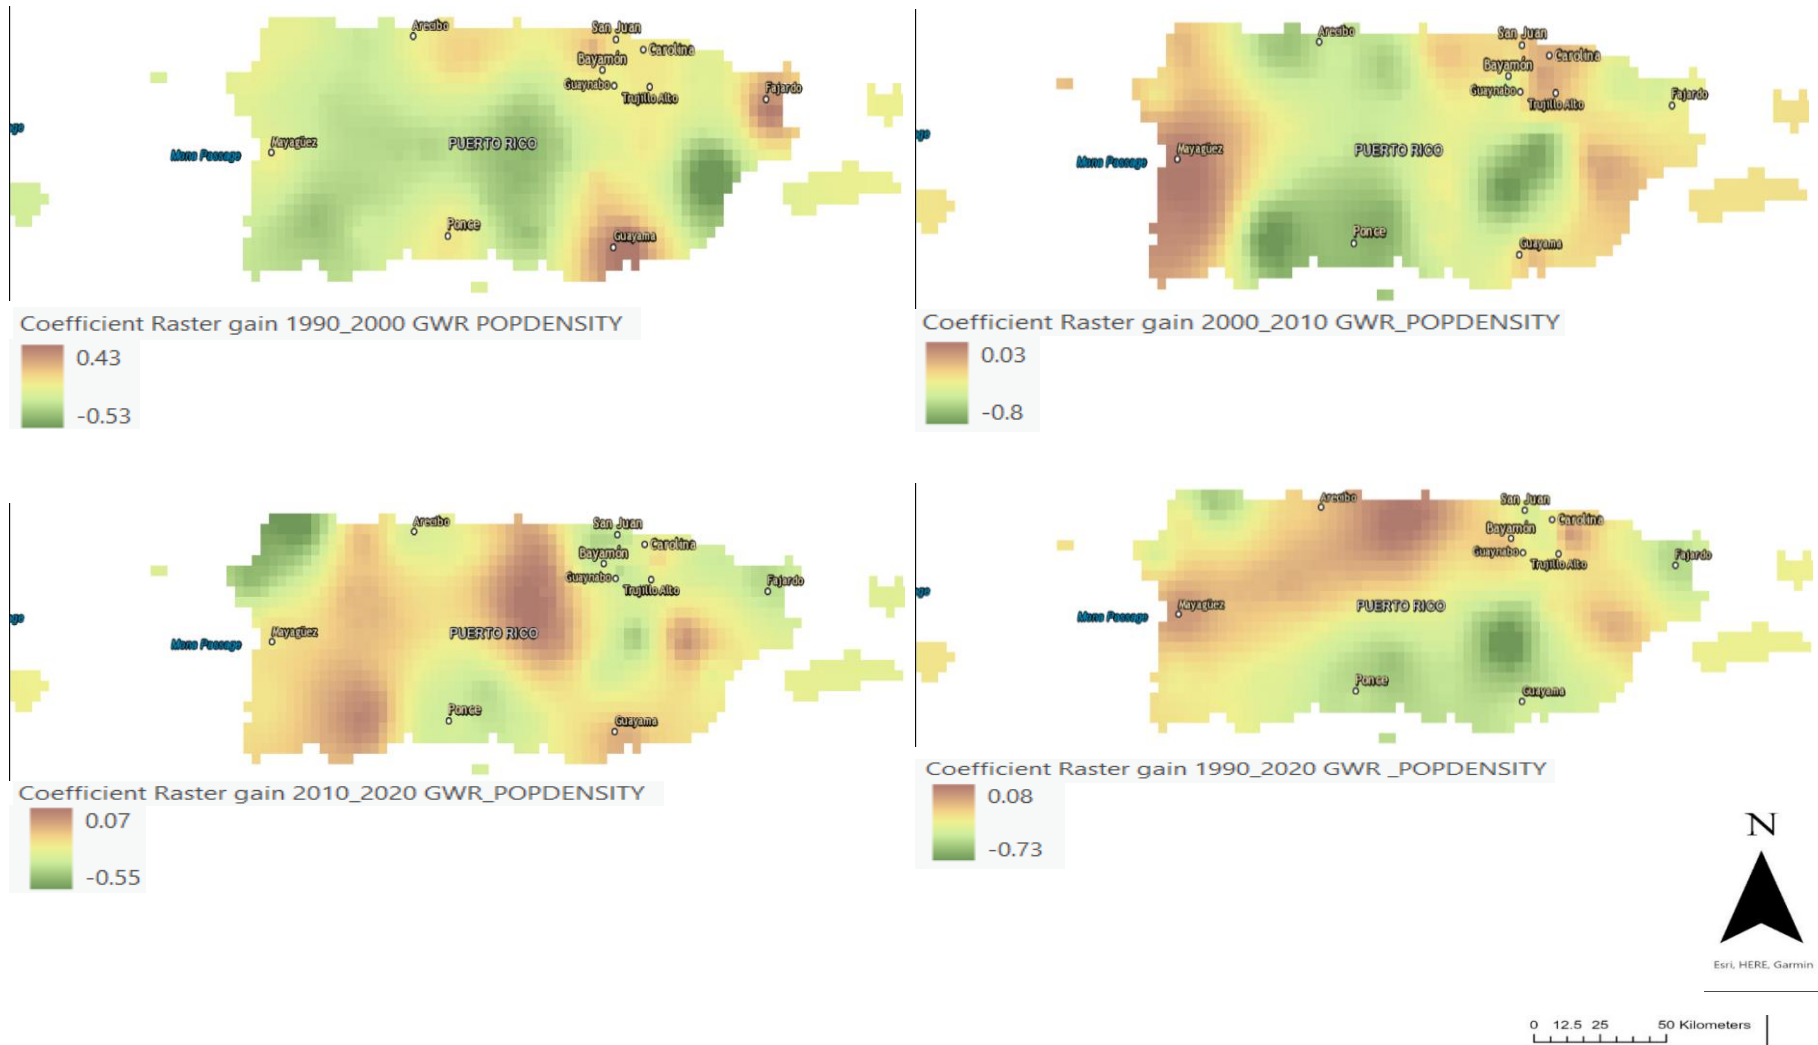 Arecibo
San Juan
Carolina
Bayamón
Guaynabo
Trujillo Alto
Fajardo
Mayagüez
PUERTO RICO
Mona Passage
Ponce
Guayama
Coefficient Raster gain 1990_2000 GWR POPDENSITY
0.43
-0.53
Arecibo
San Juan
Carolina
Bayamón
Guaynabo
Trujillo Alto
Fajardo
Mayagüez
PUERTO RICO
Mona Passage
Ponce
Guayama
Coefficient Raster gain 2000_2010 GWR_POPDENSITY
0.03
-0.8
Arecibo
San Juan
Carolina
Bayamón
Guaynabo
Trujillo Alto
Fajardo
Mayagüez
PUERTO RICO
Mona Passage
Ponce
Guayama
Coefficient Raster gain 2010_2020 GWR_POPDENSITY
0.07
-0.55
Arecibo
San Juan
Carolina
Bayamón
Guaynabo
Trujillo Alto
Fajardo
Mayagüez
PUERTO RICO
Mona Passage
Ponce
Guayama
Coefficient Raster gain 1990_2020 GWR _POPDENSITY
0.08
-0.73
N
Esri, HERE, Garmin
0 12.5 25 50 Kilometers